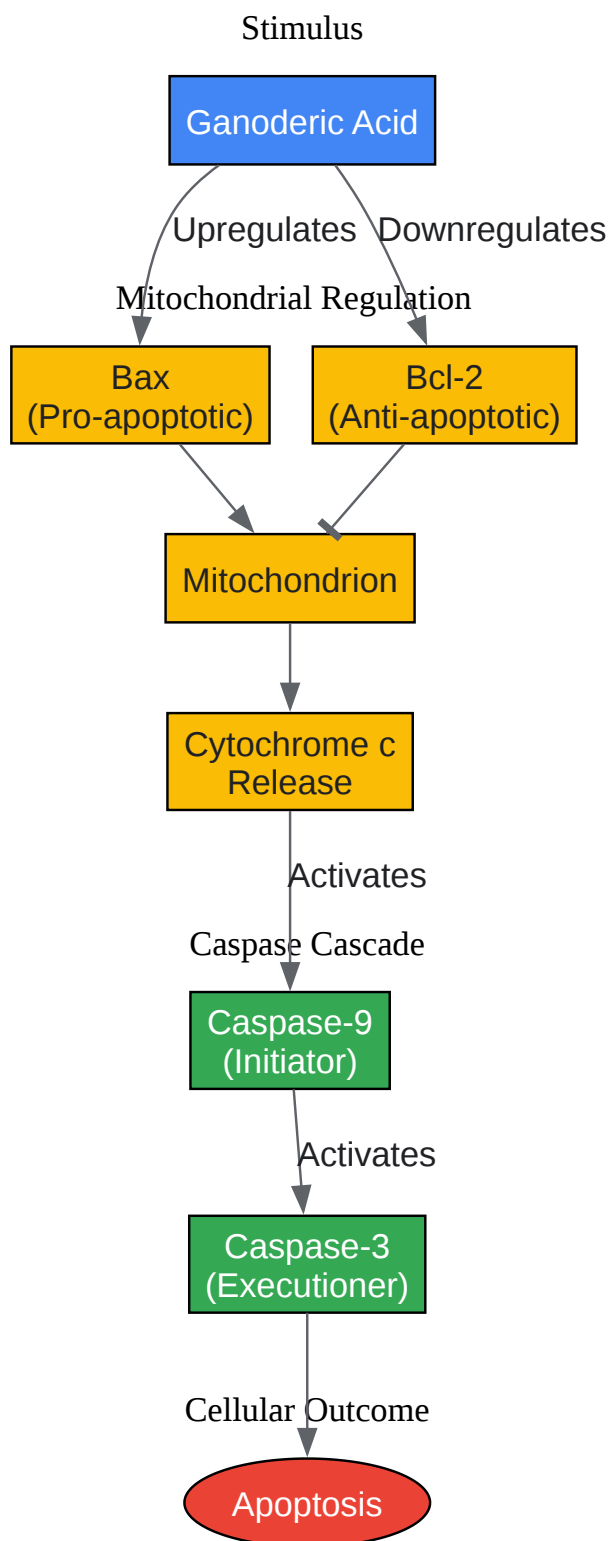 Stimulus
Ganoderic Acid
Upregulates
Downregulates
Mitochondrial Regulation
Bax
(Pro-apoptotic)
Bcl-2
(Anti-apoptotic)
Mitochondrion
Cytochrome c
Release
Activates
Caspase Cascade
Caspase-9
(Initiator)
Activates
Caspase-3
(Executioner)
Cellular Outcome
Apoptosis